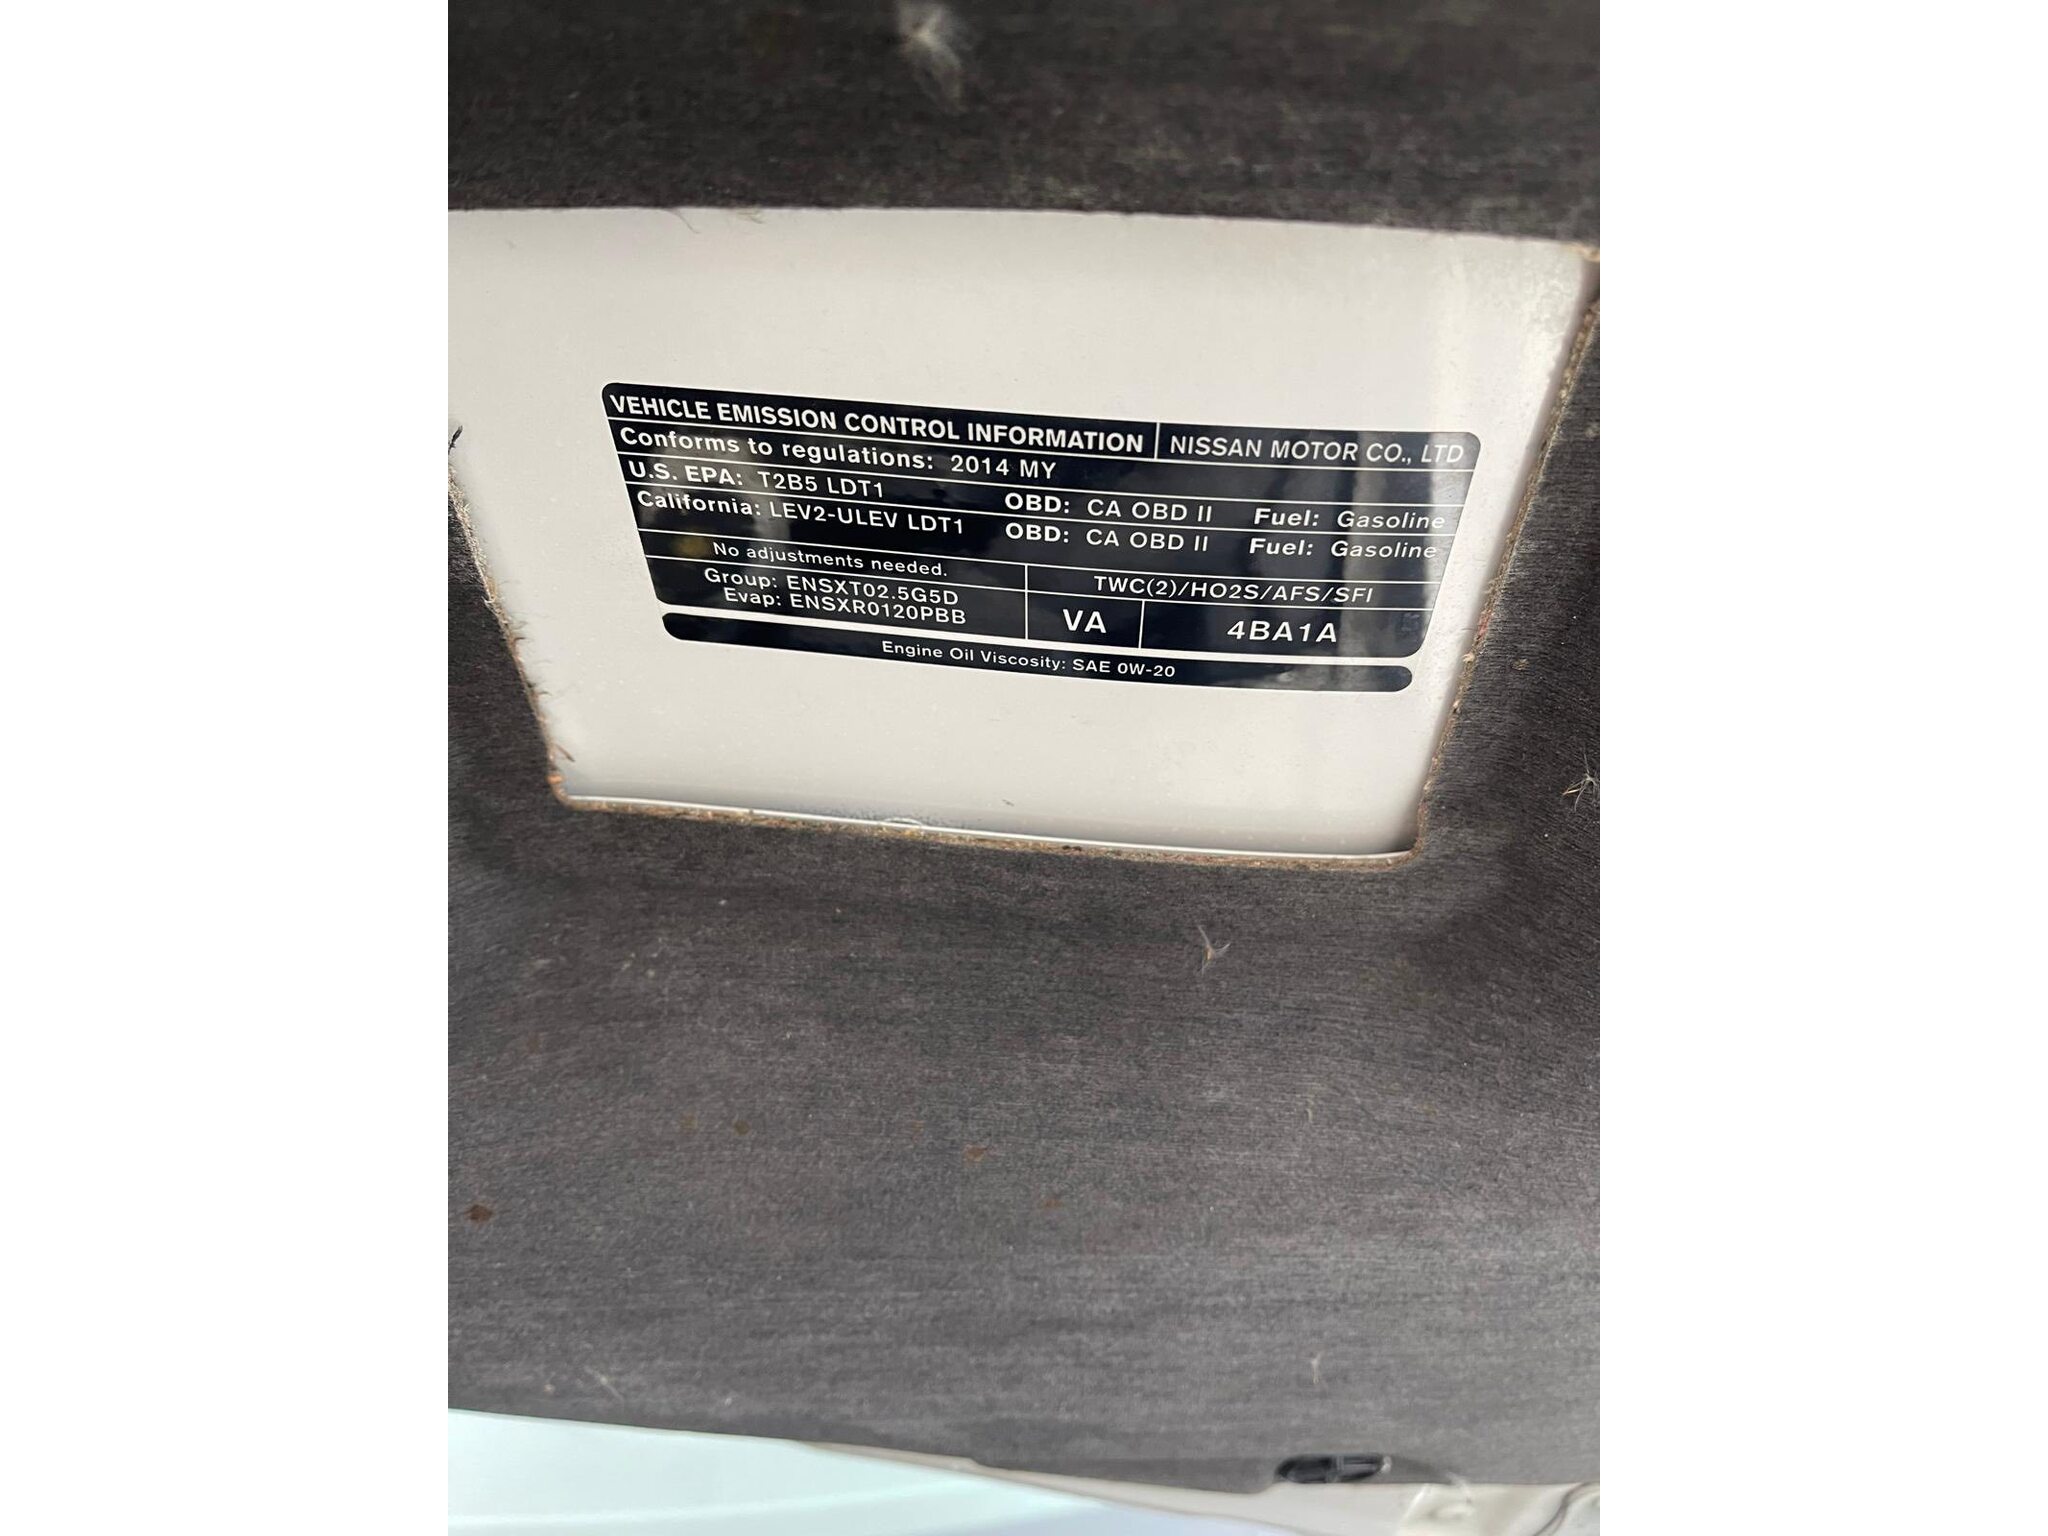 VEHICLE EMISSION CONTROL INFORMATION NISSAN MOTOR CO., LTD
Conforms to regulations: 2014 MY
U.S. EPA: T2B5 LDT1 OBD: CA OBD II Fuel: Gasoline
California: LEV2-ULEV LDT1 OBD: CA OBD II Fuel: Gasoline
No adjustments needed. TWC(2)/HO2S/AFS/SFI
Group: ENSXT02.5G5D
Evap: ENSXR0120PBB
VA 4BA1A
Engine Oil Viscosity: SAE 0W-20